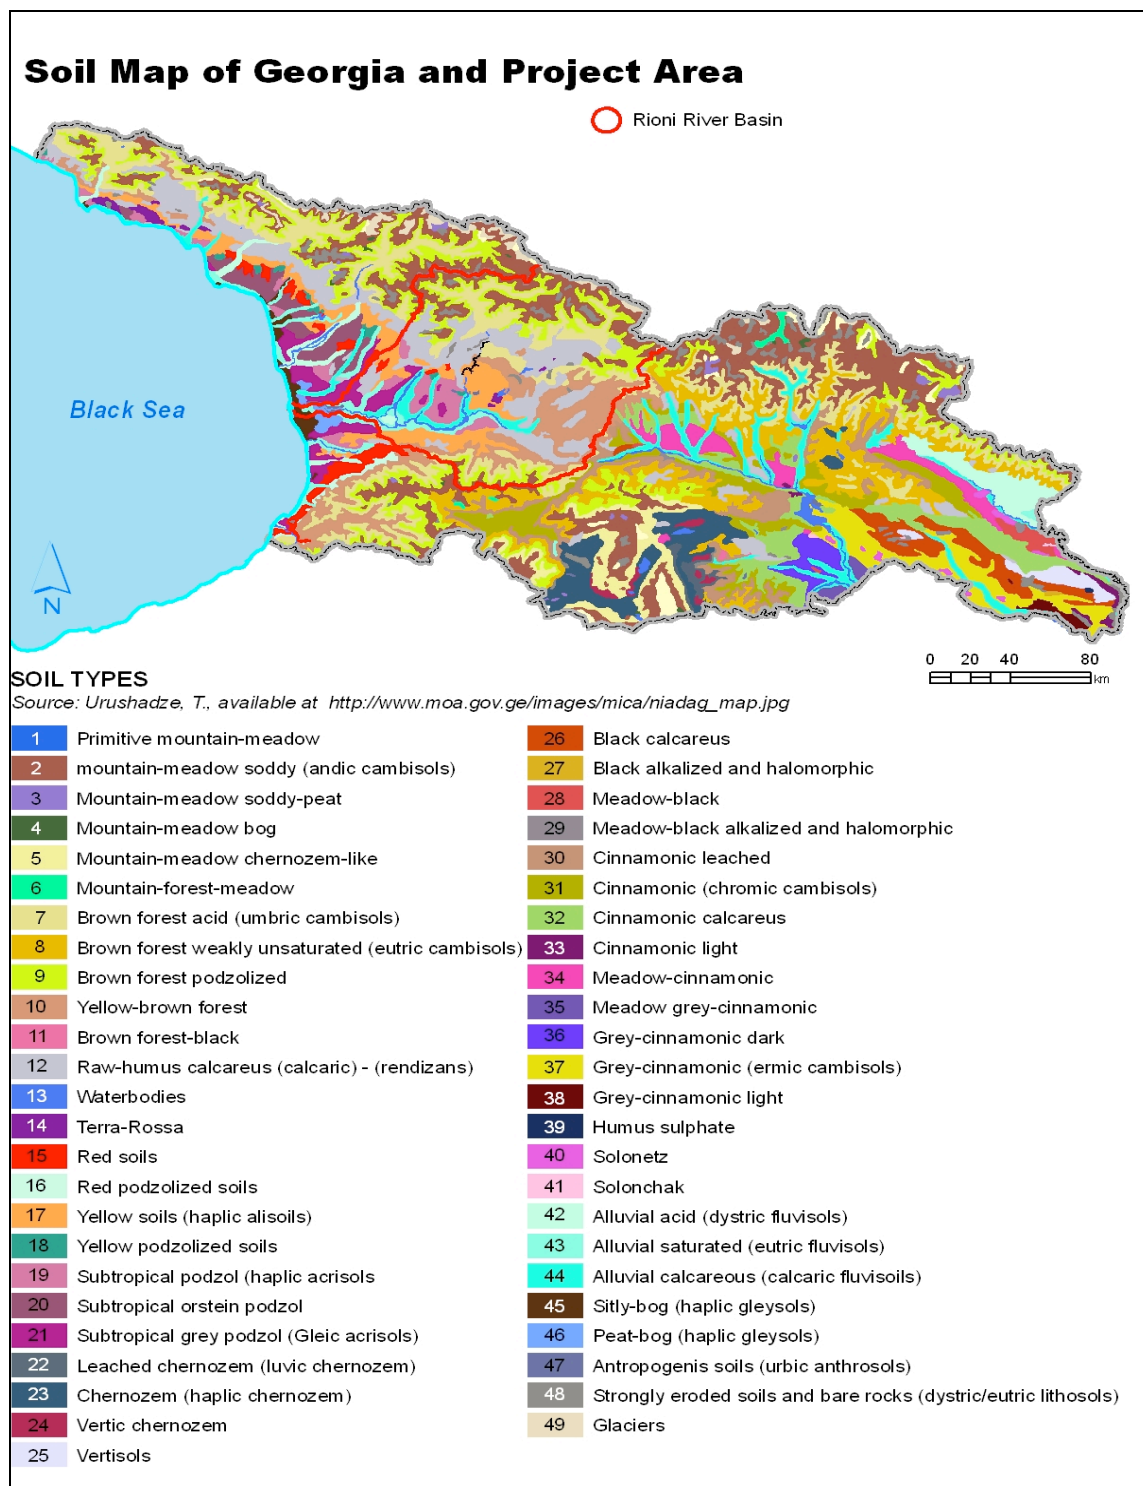 Soil Map of Georgia and Project Area
Rioni River Basin
Black Sea
N
0 20 40 80
km
SOIL TYPES
Source: Urushadze, T., available at http://www.moa.gov.ge/images/mica/niadag_map.jpg
1 Primitive mountain-meadow
2 mountain-meadow soddy (andic cambisols)
3 Mountain-meadow soddy-peat
4 Mountain-meadow bog
5 Mountain-meadow chernozem-like
6 Mountain-forest-meadow
7 Brown forest acid (umbric cambisols)
8 Brown forest weakly unsaturated (eutric cambisols)
9 Brown forest podzolized
10 Yellow-brown forest
11 Brown forest-black
12 Raw-humus calcareus (calcaric) - (rendizans)
13 Waterbodies
14 Terra-Rossa
15 Red soils
16 Red podzolized soils
17 Yellow soils (haplic alisoils)
18 Yellow podzolized soils
19 Subtropical podzol (haplic acrisols
20 Subtropical orstein podzol
21 Subtropical grey podzol (Gleic acrisols)
22 Leached chernozem (luvic chernozem)
23 Chernozem (haplic chernozem)
24 Vertic chernozem
25 Vertisols
26 Black calcareus
27 Black alkalized and halomorphic
28 Meadow-black
29 Meadow-black alkalized and halomorphic
30 Cinnamonic leached
31 Cinnamonic (chromic cambisols)
32 Cinnamonic calcareus
33 Cinnamonic light
34 Meadow-cinnamonic
35 Meadow grey-cinnamonic
36 Grey-cinnamonic dark
37 Grey-cinnamonic (ermic cambisols)
38 Grey-cinnamonic light
39 Humus sulphate
40 Solonetz
41 Solonchak
42 Alluvial acid (dystric fluvisols)
43 Alluvial saturated (eutric fluvisols)
44 Alluvial calcareous (calcaric fluvisoils)
45 Sitly-bog (haplic gleysols)
46 Peat-bog (haplic gleysols)
47 Antropogenis soils (urbic anthrosols)
48 Strongly eroded soils and bare rocks (dystric/eutric lithosols)
49 Glaciers